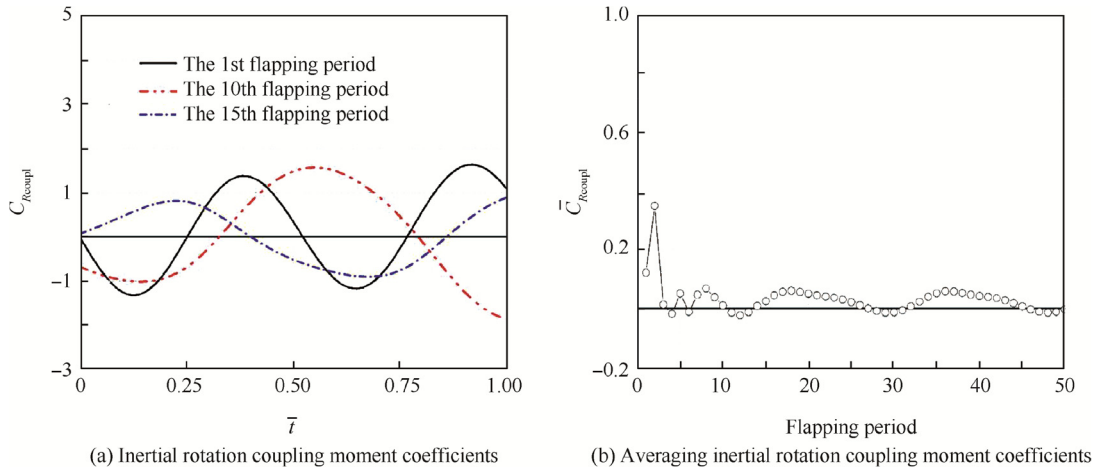 5
3
1
−1
−3
C_Rcoupl
The 1st flapping period
The 10th flapping period
The 15th flapping period
0
0.25
0.50
0.75
1.00
t̅
(a) Inertial rotation coupling moment coefficients
1.0
0.6
0.2
−0.2
C̅_Rcoupl
0
10
20
30
40
50
Flapping period
(b) Averaging inertial rotation coupling moment coefficients